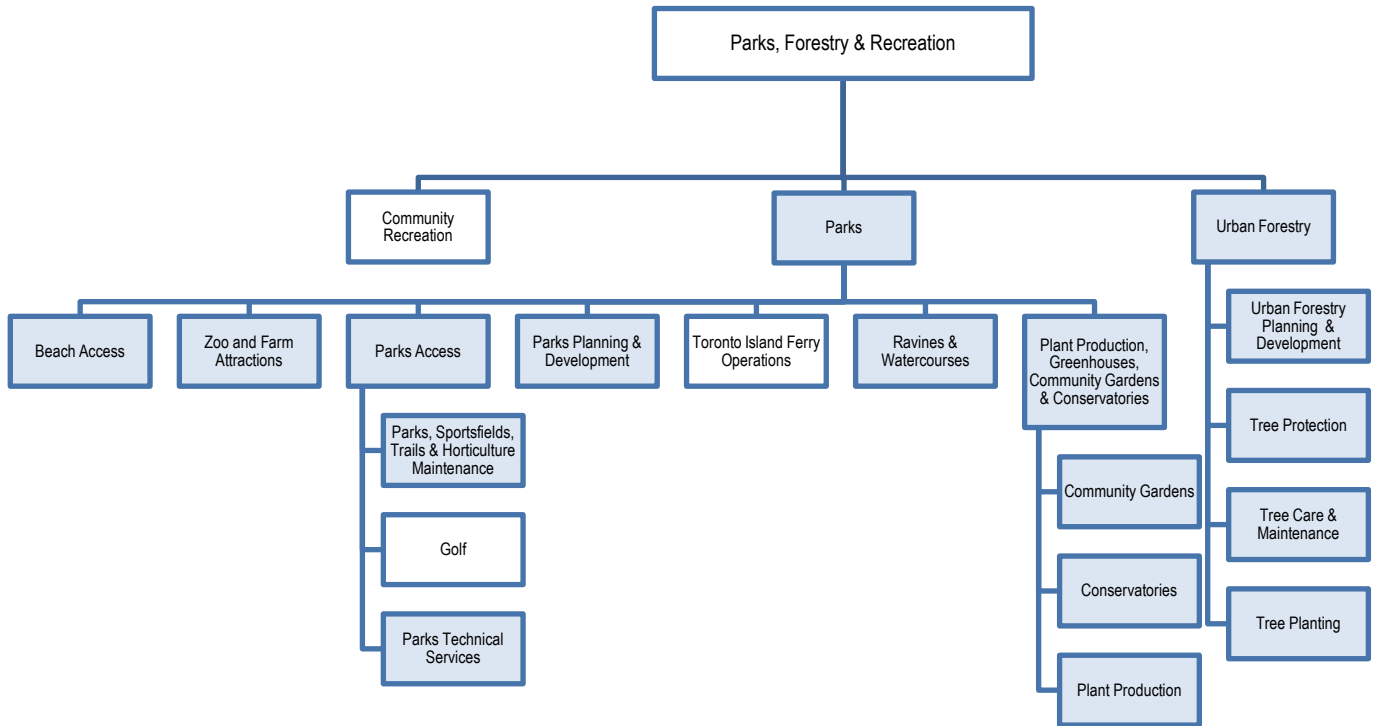 Parks, Forestry & Recreation
Community
Recreation
Parks
Urban Forestry
Beach Access
Zoo and Farm
Attractions
Parks Access
Parks Planning &
Development
Toronto Island Ferry
Operations
Ravines &
Watercourses
Plant Production,
Greenhouses,
Community Gardens
& Conservatories
Parks, Sportsfields,
Trails & Horticulture
Maintenance
Golf
Parks Technical
Services
Community Gardens
Conservatories
Plant Production
Urban Forestry
Planning &
Development
Tree Protection
Tree Care &
Maintenance
Tree Planting